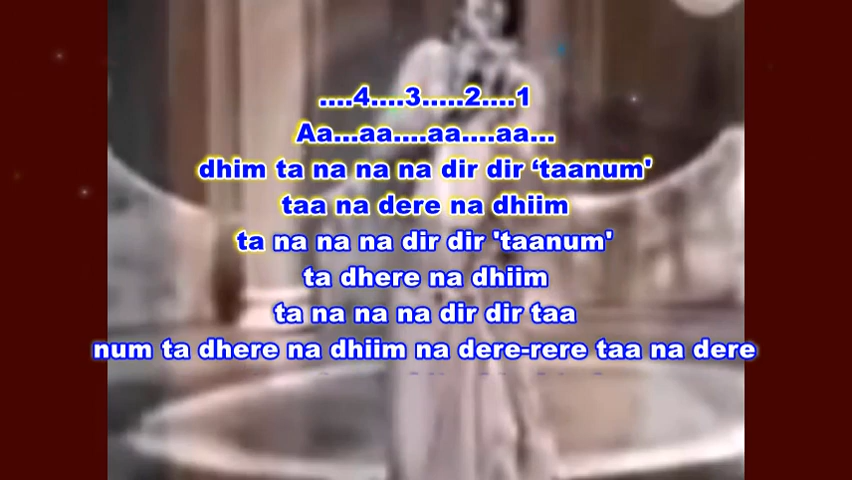 ....4....3.....2....1
Aa...aa....aa....aa...
dhim ta na na na dir dir ‘taanum'
taa na dere na dhiim
ta na na na dir dir 'taanum'
ta dhere na dhiim
ta na na na dir dir taa
num ta dhere na dhiim na dere-rere taa na dere